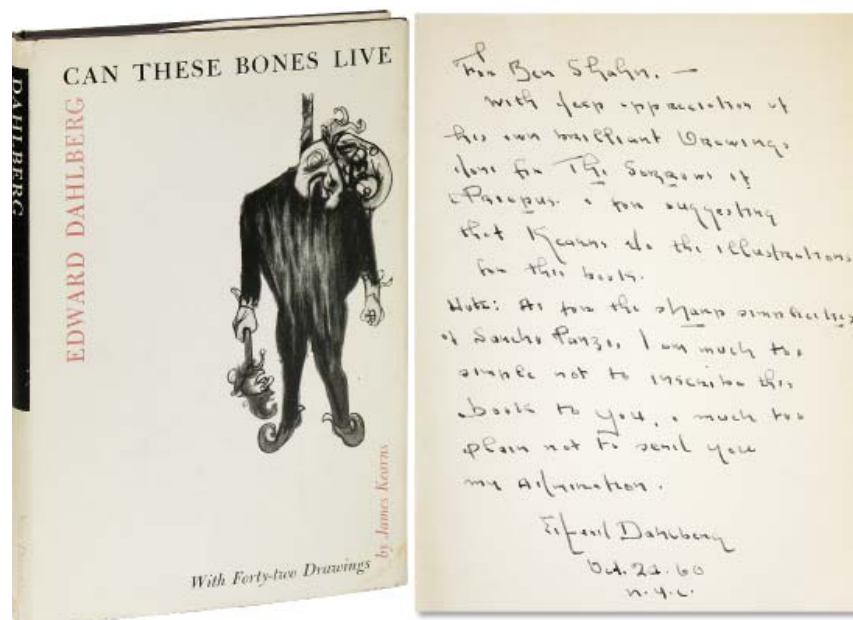 DAHLBERG
CAN THESE BONES LIVE
EDWARD DAHLBERG
With Forty-two Drawings
by James Kearns
For Ben Shahn. —
With deep appreciation of
his own brilliant Drawings
done for The Sorrows of
Priapus & for suggesting
that Kearns do the illustrations
for this book.
Note: As for the sharp simplicities
of Sancho Panza, I am much too
simple not to inscribe this
book to you, & much too
plain not to send you
my Admiration.
Edward Dahlberg
Oct. 22. 60
N.Y.C.